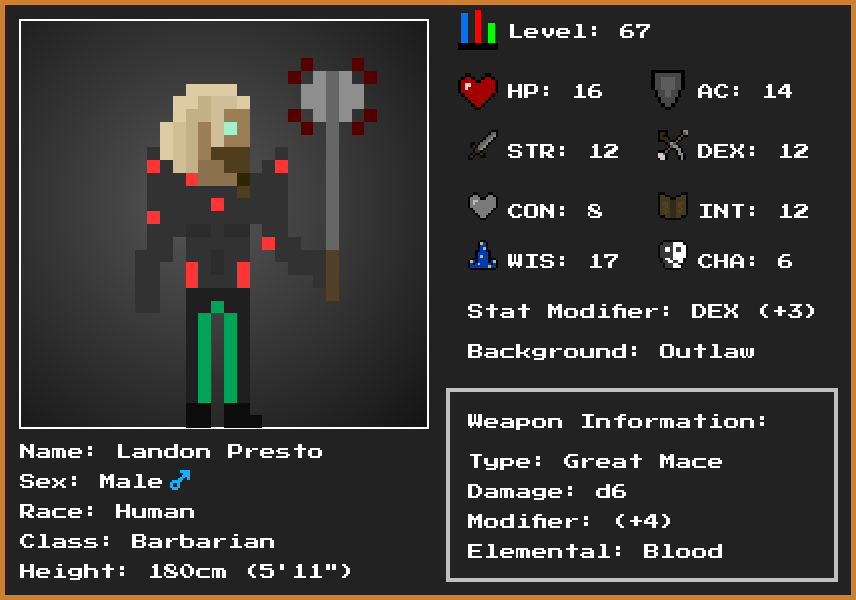 Level: 67
HP: 16
AC: 14
STR: 12
DEX: 12
CON: 8
INT: 12
WIS: 17
CHA: 6
Stat Modifier: DEX (+3)
Background: Outlaw
Weapon Information:
Type: Great Mace
Damage: d6
Modifier: (+4)
Elemental: Blood
Name: Landon Presto
Sex: Male♂
Race: Human
Class: Barbarian
Height: 180cm (5'11")